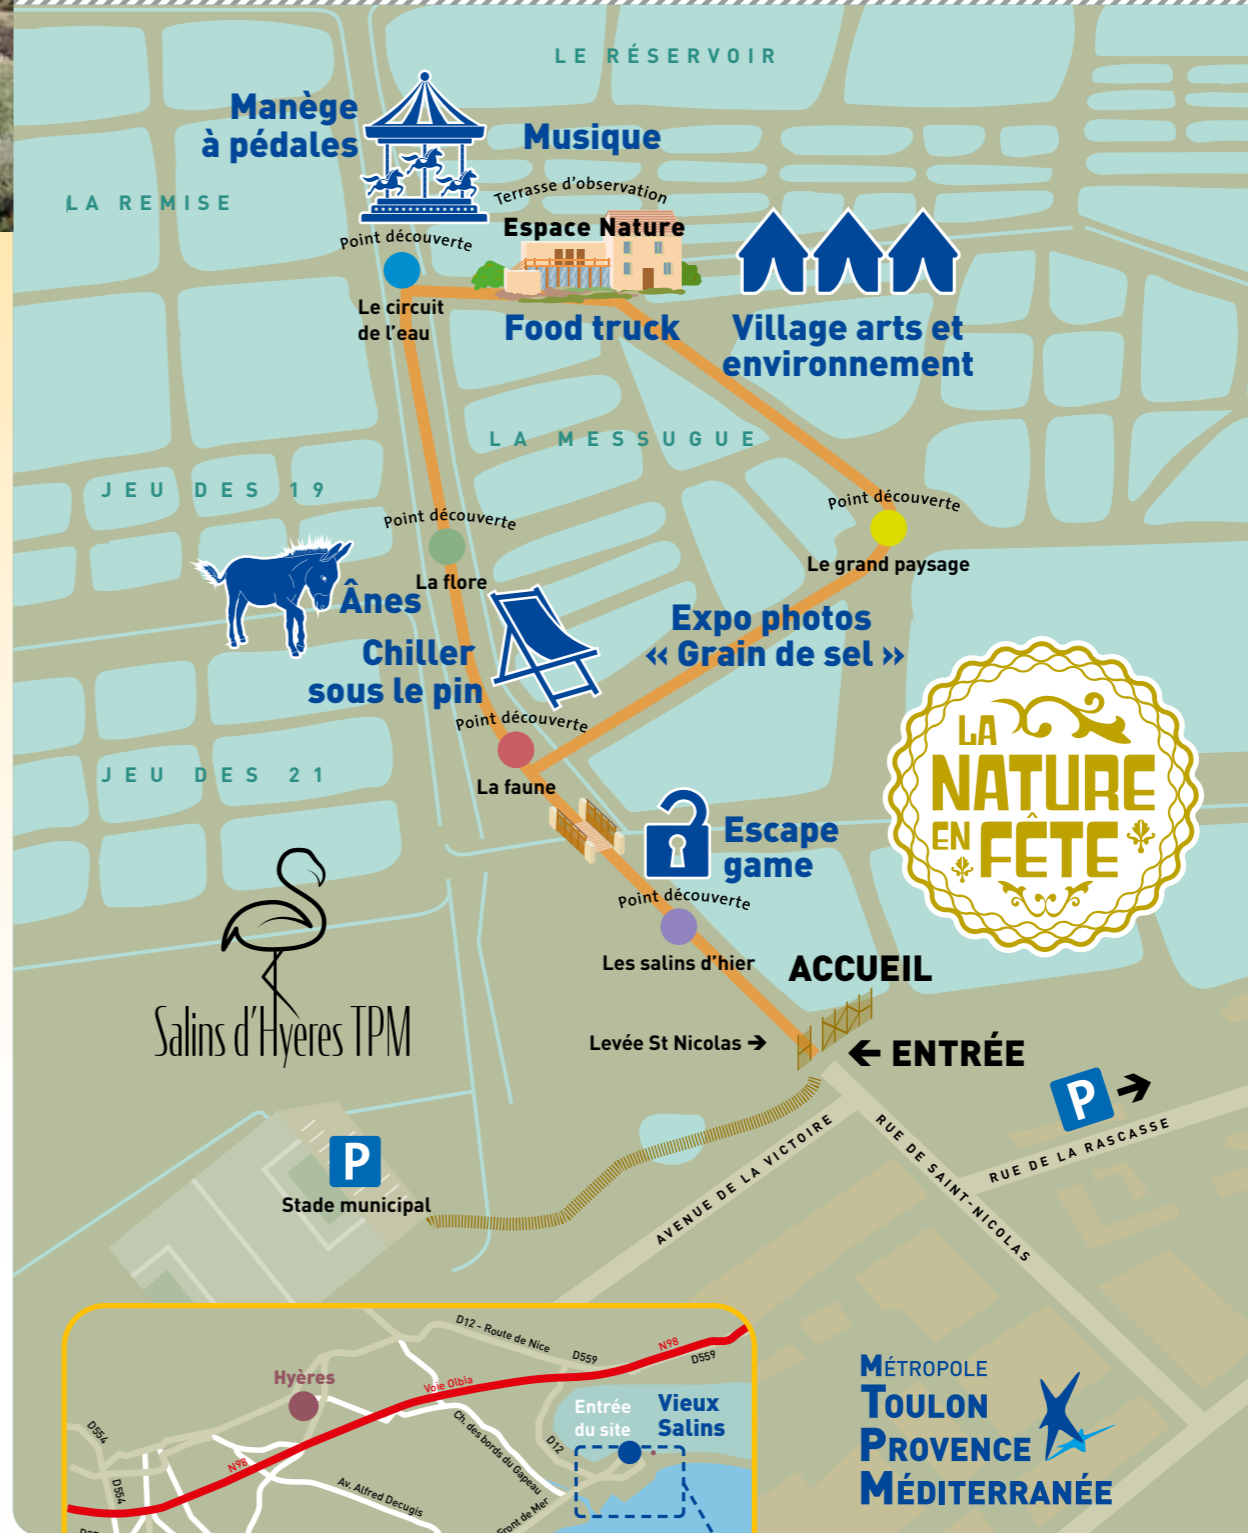 LE RÉSERVOIR
Manège
à pédales
Musique
Terrasse d'observation
Espace Nature
LA REMISE
Point découverte
Le circuit
de l'eau
Food truck
Village arts et
environnement
LA MESSUGUE
JEU DES 19
Point découverte
La flore
Point découverte
Le grand paysage
Ânes
Chiller
sous le pin
Expo photos
« Grain de sel »
Point découverte
La faune
JEU DES 21
LA
NATURE
EN FÊTE
Escape
game
Point découverte
Les salins d'hier
ACCUEIL
Salins d'Hyères TPM
Levée St Nicolas →
← ENTRÉE
P →
RUE DE LA RASCASSE
RUE DE SAINT-NICOLAS
AVENUE DE LA VICTOIRE
P
Stade municipal
D12 - Route de Nice
D559
N98
D559
Hyères
Voie Olbia
Entrée
du site
Vieux
Salins
D554
Ch. des bords du Gapeau
D12
N98
D554
Av. Alfred Decugis
Front de Mer
MÉTROPOLE
TOULON
PROVENCE
MÉDITERRANÉE